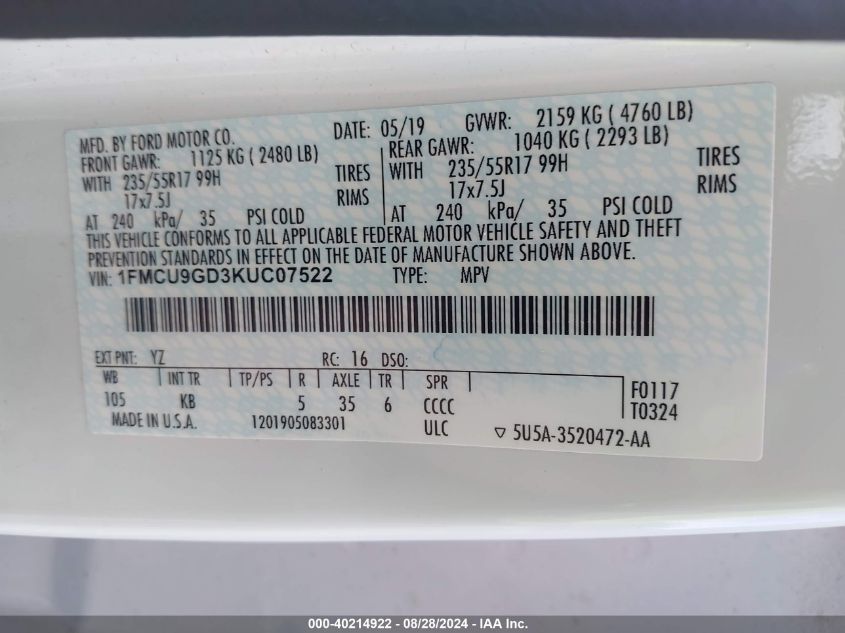 MFD. BY FORD MOTOR CO. DATE: 05/19 GVWR: 2159 KG ( 4760 LB)
FRONT GAWR: 1125 KG ( 2480 LB) REAR GAWR: 1040 KG ( 2293 LB)
WITH 235/55R17 99H TIRES WITH 235/55R17 99H TIRES
17x7.5J RIMS 17x7.5J RIMS
AT 240 kPa/ 35 PSI COLD AT 240 kPa/ 35 PSI COLD
THIS VEHICLE CONFORMS TO ALL APPLICABLE FEDERAL MOTOR VEHICLE SAFETY AND THEFT
PREVENTION STANDARDS IN EFFECT ON THE DATE OF MANUFACTURE SHOWN ABOVE.
VIN: 1FMCU9GD3KUC07522 TYPE: MPV
EXT PNT: YZ RC: 16 DSO:
WB INT TR TP/PS R AXLE TR SPR F0117
105 KB 5 35 6 CCCC T0324
MADE IN U.S.A. 1201905083301 ULC ▽ 5U5A-3520472-AA
000-40214922 - 08/28/2024 - IAA Inc.